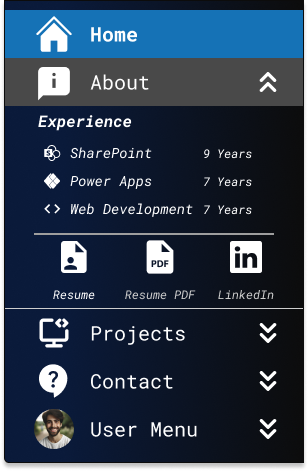 Home
About
Experience
SharePoint 9 Years
Power Apps 7 Years
Web Development 7 Years
PDF in
Resume Resume PDF LinkedIn
Projects
Contact
User Menu